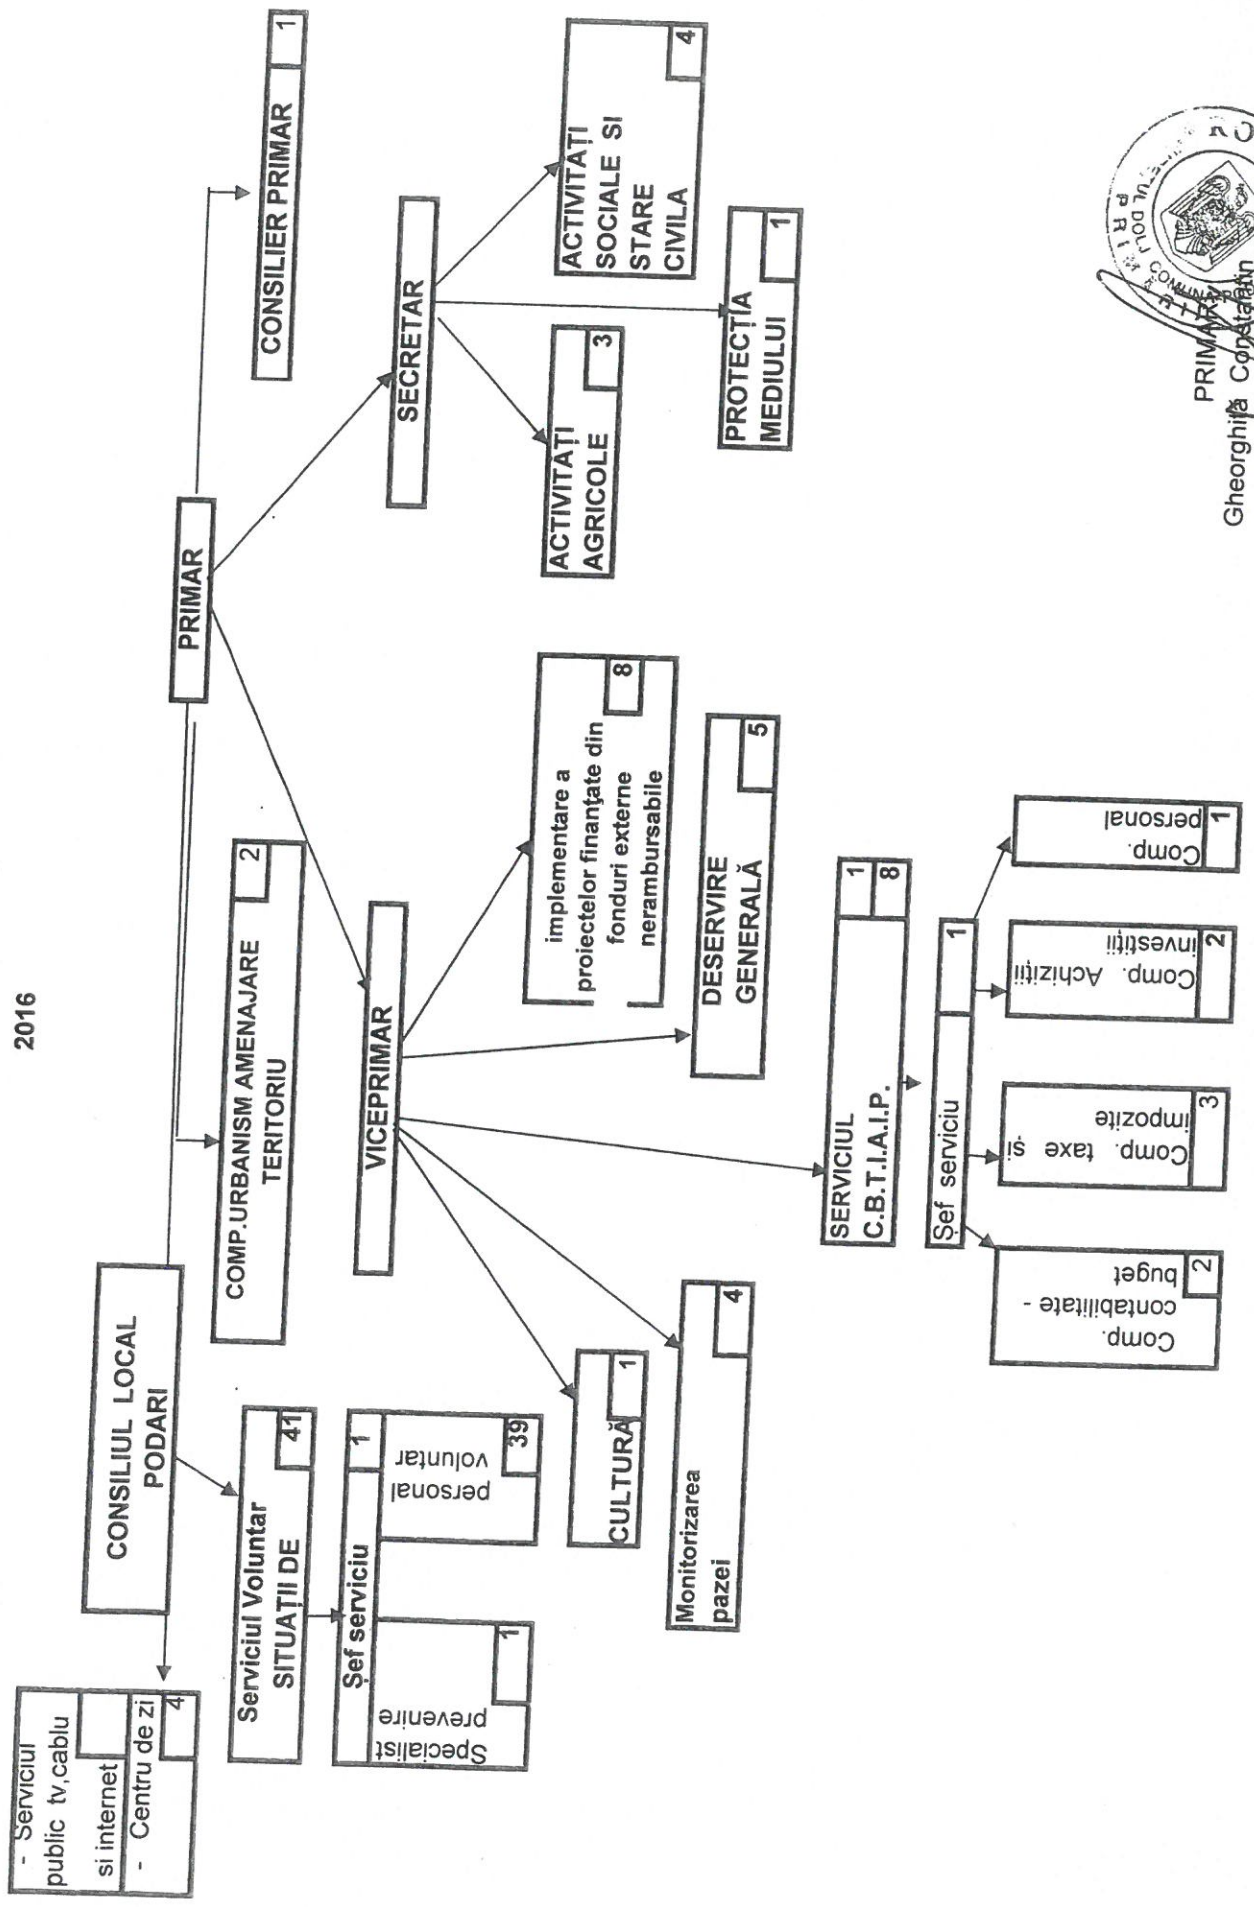 2016
- Serviciul
public tv,cablu
si internet
- Centru de zi
4
CONSILIUL LOCAL
PODARI
PRIMAR
CONSILIER PRIMAR
1
Serviciul Voluntar
SITUAȚII DE
41
Șef serviciu
1
Specialist
prevenire
1
personal
voluntar
39
COMP.URBANISM AMENAJARE
TERITORIU
2
VICEPRIMAR
SECRETAR
CULTURĂ
1
Monitorizarea
pazei
4
implementare a
proiectelor finanţate din
fonduri externe
nerambursabile
8
DESERVIRE
GENERALĂ
5
ACTIVITAȚI
AGRICOLE
3
ACTIVITAȚI
SOCIALE SI
STARE
CIVILA
4
PROTECȚIA
MEDIULUI
1
SERVICIUL
C.B.T.I.A.I.P.
1
8
Șef serviciu
1
Comp.
contabilitate -
buget
2
Comp. taxe și
impozite
3
Comp. Achiziții
investiții
2
Comp.
personal
1
PRIMAR
Gheorghiță Constantin